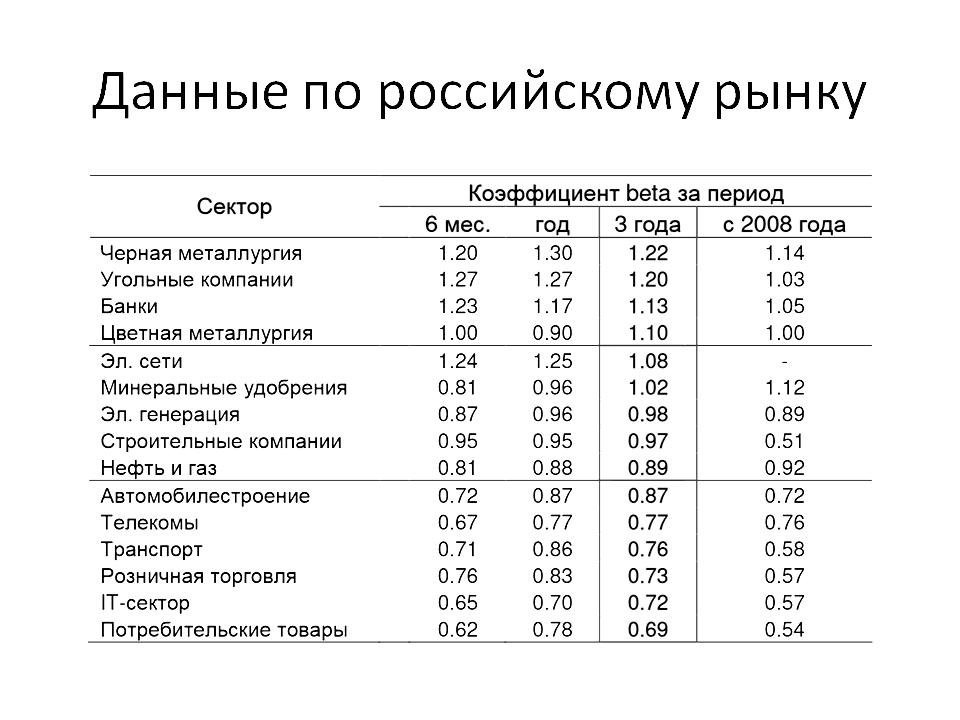 Данные по российскому рынку
Сектор
Коэффициент beta за период
6 мес. год 3 года с 2008 года
Черная металлургия 1.20 1.30 1.22 1.14
Угольные компании 1.27 1.27 1.20 1.03
Банки 1.23 1.17 1.13 1.05
Цветная металлургия 1.00 0.90 1.10 1.00
Эл. сети 1.24 1.25 1.08 -
Минеральные удобрения 0.81 0.96 1.02 1.12
Эл. генерация 0.87 0.96 0.98 0.89
Строительные компании 0.95 0.95 0.97 0.51
Нефть и газ 0.81 0.88 0.89 0.92
Автомобилестроение 0.72 0.87 0.87 0.72
Телекомы 0.67 0.77 0.77 0.76
Транспорт 0.71 0.86 0.76 0.58
Розничная торговля 0.76 0.83 0.73 0.57
IT-сектор 0.65 0.70 0.72 0.57
Потребительские товары 0.62 0.78 0.69 0.54